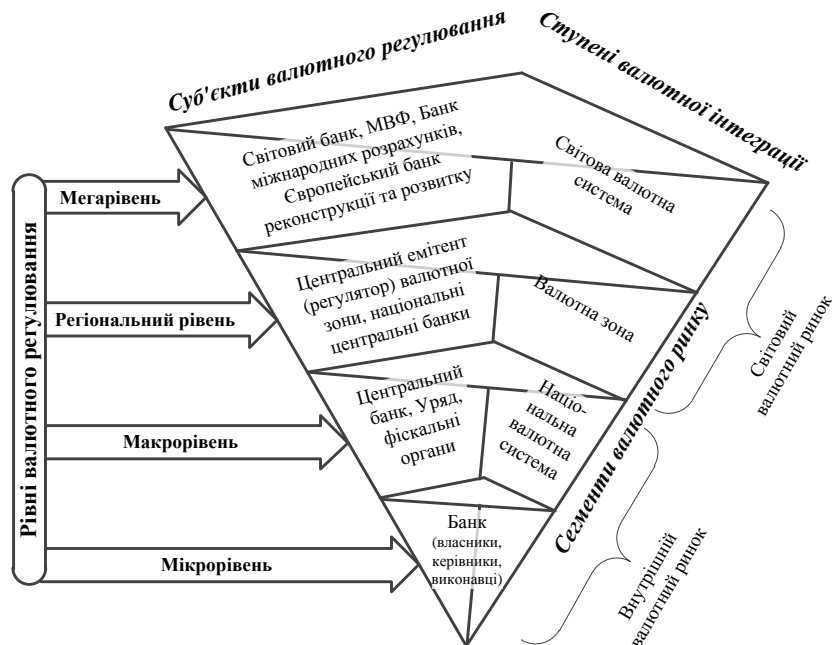 Суб'єкти валютного регулювання
Ступені валютної інтеграції
Рівні валютного регулювання
Мегарівень
Світовий банк, МВФ, Банк
міжнародних розрахунків,
Європейський банк
реконструкції та розвитку
Світова валютна
система
Регіональний рівень
Центральний емітент
(регулятор) валютної
зони, національні
центральні банки
Валютна зона
Макрорівень
Центральний
банк, Уряд,
фіскальні
органи
Націо-
нальна
валютна
система
Мікрорівень
Банк
(власники,
керівники,
виконавці)
Сегменти валютного ринку
Світовий
валютний ринок
Внутрішній
валютний ринок